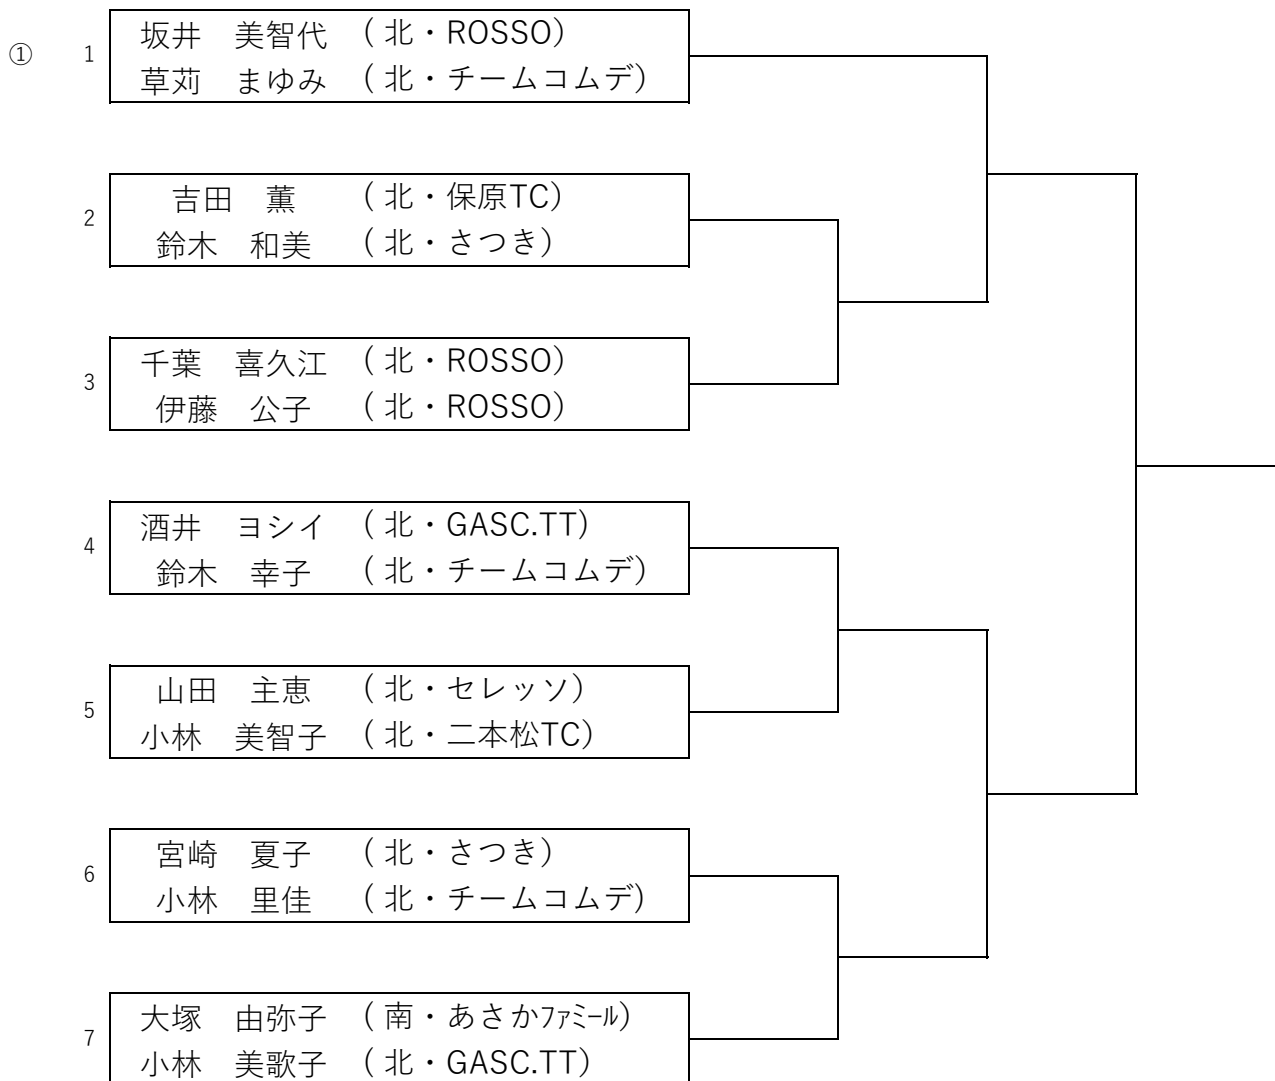 ① 1 坂井 美智代 (北・ROSSO)
草苅 まゆみ (北・チームコムデ)
2 吉田 薫 (北・保原TC)
鈴木 和美 (北・さつき)
3 千葉 喜久江 (北・ROSSO)
伊藤 公子 (北・ROSSO)
4 酒井 ヨシイ (北・GASC.TT)
鈴木 幸子 (北・チームコムデ)
5 山田 主恵 (北・セレッソ)
小林 美智子 (北・二本松TC)
6 宮崎 夏子 (北・さつき)
小林 里佳 (北・チームコムデ)
7 大塚 由弥子 (南・あさかﾌｧﾐｰﾙ)
小林 美歌子 (北・GASC.TT)